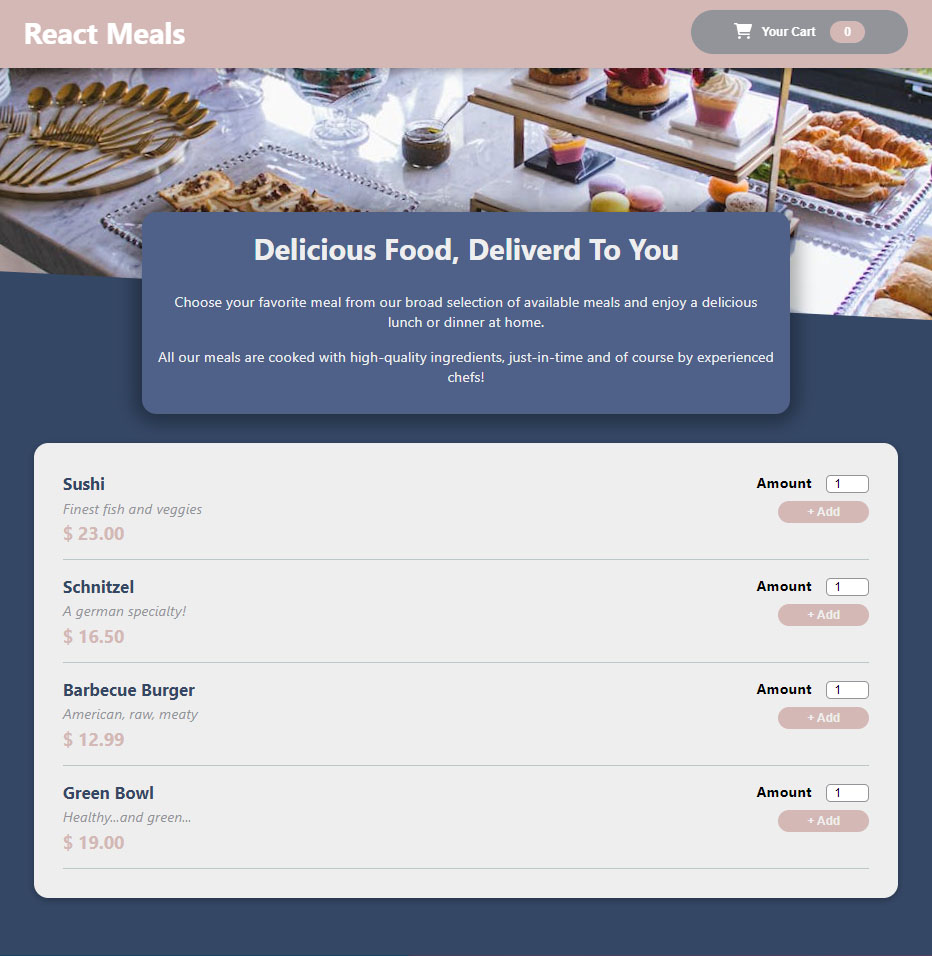 React Meals
Your Cart 0
Delicious Food, Deliverd To You
Choose your favorite meal from our broad selection of available meals and enjoy a delicious
lunch or dinner at home.
All our meals are cooked with high-quality ingredients, just-in-time and of course by experienced
chefs!
Sushi
Amount 1
Finest fish and veggies
+ Add
$ 23.00
Schnitzel
Amount 1
A german specialty!
+ Add
$ 16.50
Barbecue Burger
Amount 1
American, raw, meaty
+ Add
$ 12.99
Green Bowl
Amount 1
Healthy...and green...
+ Add
$ 19.00